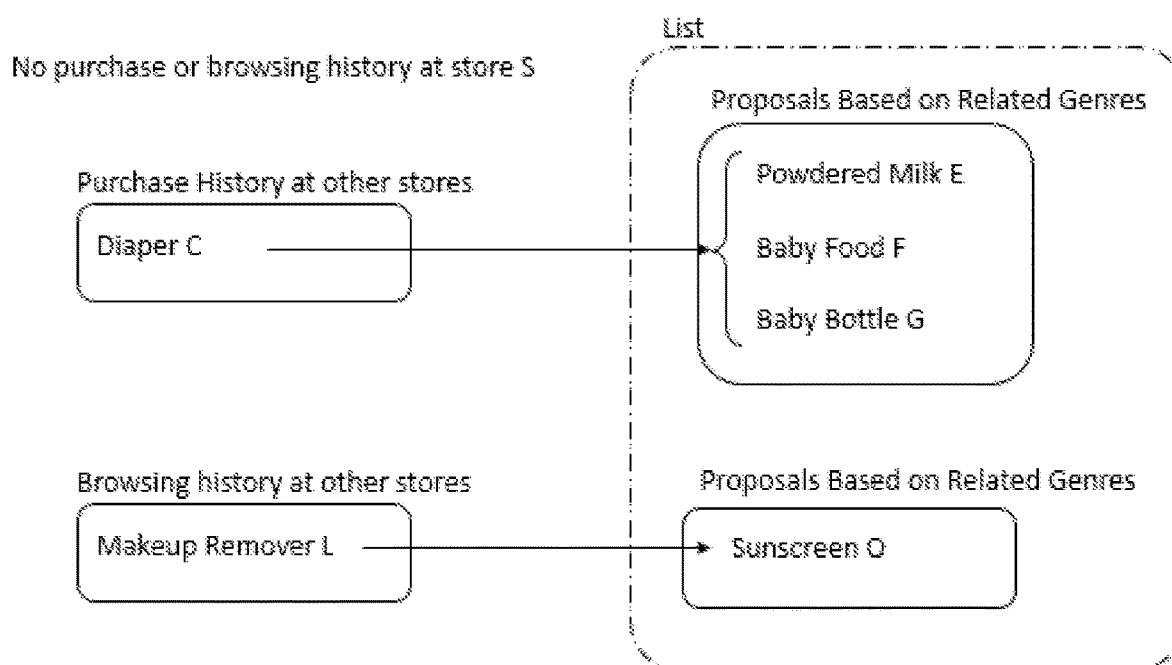 List
No purchase or browsing history at store S
Proposals Based on Related Genres
Purchase History at other stores
Diaper C
Powdered Milk E
Baby Food F
Baby Bottle G
Browsing history at other stores
Makeup Remover L
Proposals Based on Related Genres
Sunscreen O